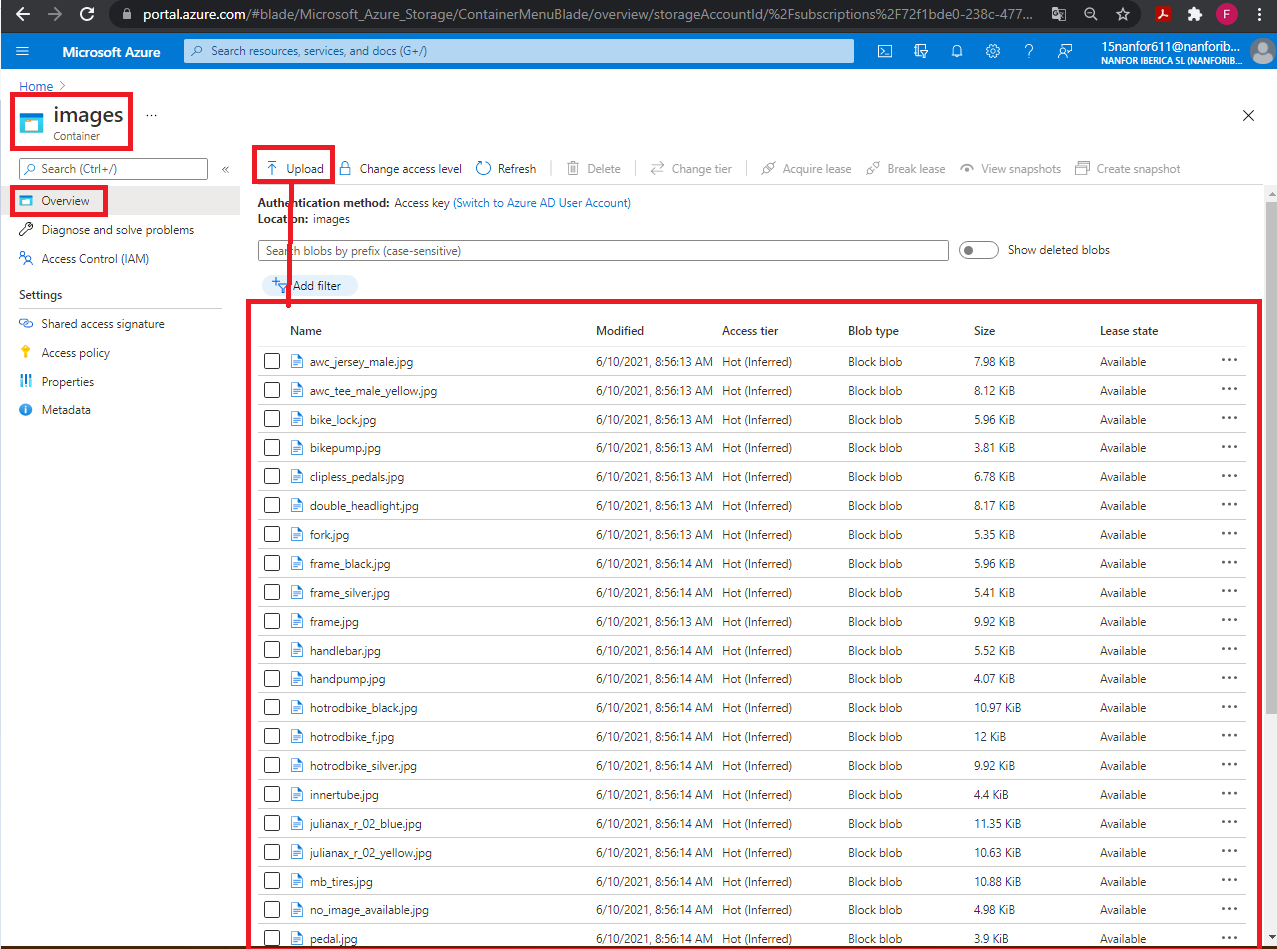 portal.azure.com/#blade/Microsoft_Azure_Storage/ContainerMenuBlade/overview/storageAccountId/%2Fsubscriptions%2F72f1bde0-238c-477...
F
Microsoft Azure
Search resources, services, and docs (G+/)
15nanfor611@nanforib...
NANFOR IBERICA SL (NANFORIB...
Home >
images ...
Container
Search (Ctrl+/) «
Overview
Diagnose and solve problems
Access Control (IAM)
Settings
Shared access signature
Access policy
Properties
Metadata
Upload Change access level Refresh Delete Change tier Acquire lease Break lease View snapshots Create snapshot
Authentication method: Access key (Switch to Azure AD User Account)
Location: images
Search blobs by prefix (case-sensitive) Show deleted blobs
Add filter
Name Modified Access tier Blob type Size Lease state
awc_jersey_male.jpg 6/10/2021, 8:56:13 AM Hot (Inferred) Block blob 7.98 KiB Available ...
awc_tee_male_yellow.jpg 6/10/2021, 8:56:13 AM Hot (Inferred) Block blob 8.12 KiB Available ...
bike_lock.jpg 6/10/2021, 8:56:13 AM Hot (Inferred) Block blob 5.96 KiB Available ...
bikepump.jpg 6/10/2021, 8:56:13 AM Hot (Inferred) Block blob 3.81 KiB Available ...
clipless_pedals.jpg 6/10/2021, 8:56:13 AM Hot (Inferred) Block blob 6.78 KiB Available ...
double_headlight.jpg 6/10/2021, 8:56:13 AM Hot (Inferred) Block blob 8.17 KiB Available ...
fork.jpg 6/10/2021, 8:56:13 AM Hot (Inferred) Block blob 5.35 KiB Available ...
frame_black.jpg 6/10/2021, 8:56:13 AM Hot (Inferred) Block blob 5.96 KiB Available ...
frame_silver.jpg 6/10/2021, 8:56:14 AM Hot (Inferred) Block blob 5.41 KiB Available ...
frame.jpg 6/10/2021, 8:56:13 AM Hot (Inferred) Block blob 9.92 KiB Available ...
handlebar.jpg 6/10/2021, 8:56:14 AM Hot (Inferred) Block blob 5.52 KiB Available ...
handpump.jpg 6/10/2021, 8:56:14 AM Hot (Inferred) Block blob 4.07 KiB Available ...
hotrodbike_black.jpg 6/10/2021, 8:56:14 AM Hot (Inferred) Block blob 10.97 KiB Available ...
hotrodbike_f.jpg 6/10/2021, 8:56:14 AM Hot (Inferred) Block blob 12 KiB Available ...
hotrodbike_silver.jpg 6/10/2021, 8:56:14 AM Hot (Inferred) Block blob 9.92 KiB Available ...
innertube.jpg 6/10/2021, 8:56:14 AM Hot (Inferred) Block blob 4.4 KiB Available ...
julianax_r_02_blue.jpg 6/10/2021, 8:56:14 AM Hot (Inferred) Block blob 11.35 KiB Available ...
julianax_r_02_yellow.jpg 6/10/2021, 8:56:14 AM Hot (Inferred) Block blob 10.63 KiB Available ...
mb_tires.jpg 6/10/2021, 8:56:14 AM Hot (Inferred) Block blob 10.88 KiB Available ...
no_image_available.jpg 6/10/2021, 8:56:14 AM Hot (Inferred) Block blob 4.98 KiB Available ...
pedal.jpg 6/10/2021, 8:56:14 AM Hot (Inferred) Block blob 3.9 KiB Available ...